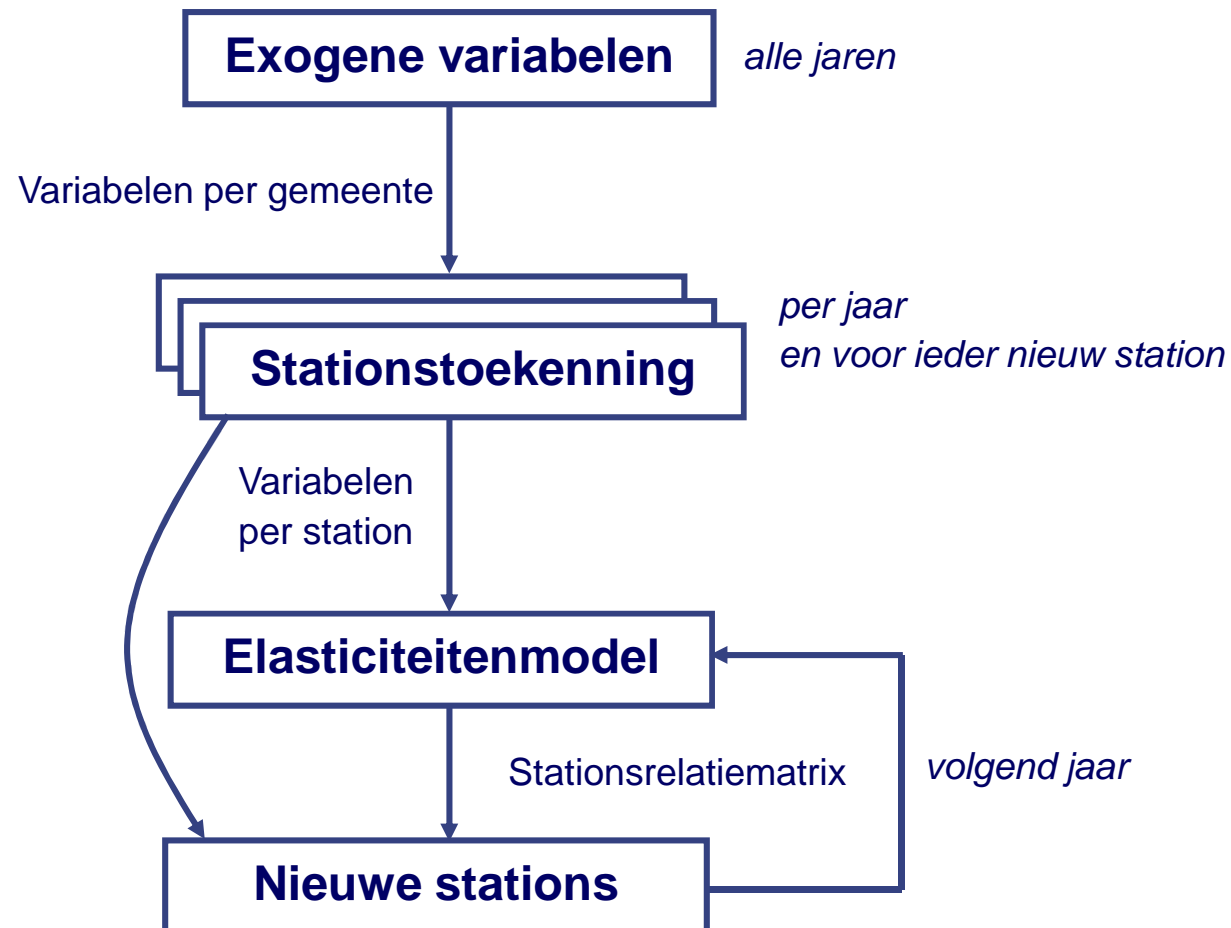 Exogene variabelen
alle jaren
Variabelen per gemeente
per jaar
en voor ieder nieuw station
Stationstoekenning
Variabelen
per station
Elasticiteitenmodel
Stationsrelatiematrix
volgend jaar
Nieuwe stations